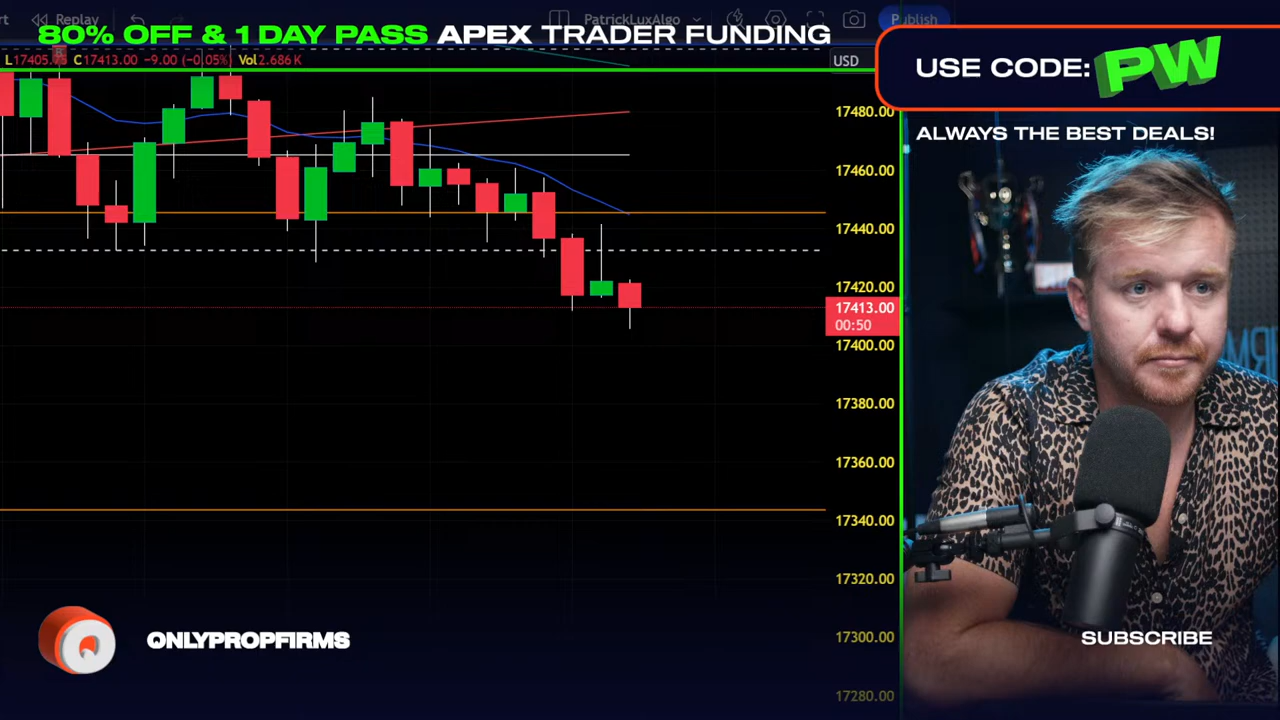 Replay
PatrickLuxAlgo
Publish
80% OFF & 1 DAY PASS APEX TRADER FUNDING
C17413.00 −9.00 (−0.05%) Vol2.686 K
USD
USE CODE: PW
ALWAYS THE BEST DEALS!
17480.00
17460.00
17440.00
17420.00
17413.00
00:50
17400.00
17380.00
17360.00
17340.00
17320.00
17300.00
17280.00
ONLYPROPFIRMS
SUBSCRIBE